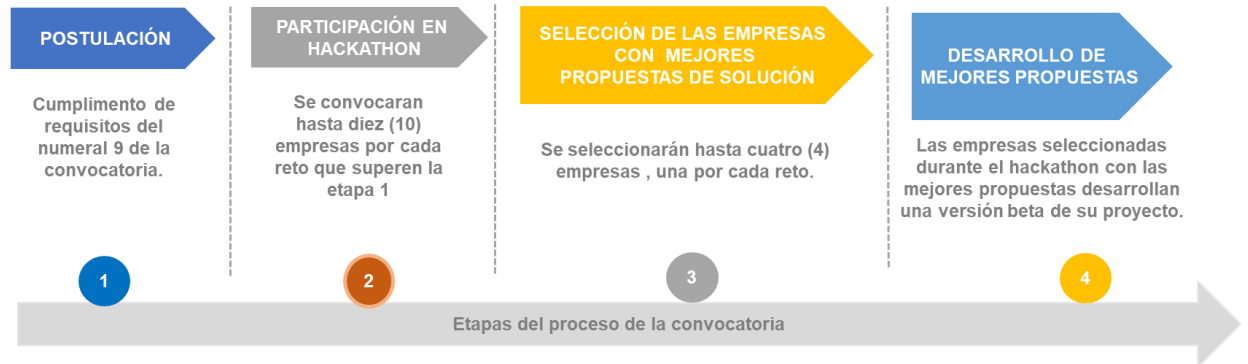 POSTULACIÓN
Cumplimento de
requisitos del
numeral 9 de la
convocatoria.
PARTICIPACIÓN EN
HACKATHON
Se convocaran
hasta diez (10)
empresas por cada
reto que superen la
etapa 1
SELECCIÓN DE LAS EMPRESAS
CON MEJORES
PROPUESTAS DE SOLUCIÓN
Se seleccionarán hasta cuatro (4)
empresas , una por cada reto.
DESARROLLO DE
MEJORES PROPUESTAS
Las empresas seleccionadas
durante el hackathon con las
mejores propuestas desarrollan
una versión beta de su proyecto.
1
2
3
4
Etapas del proceso de la convocatoria